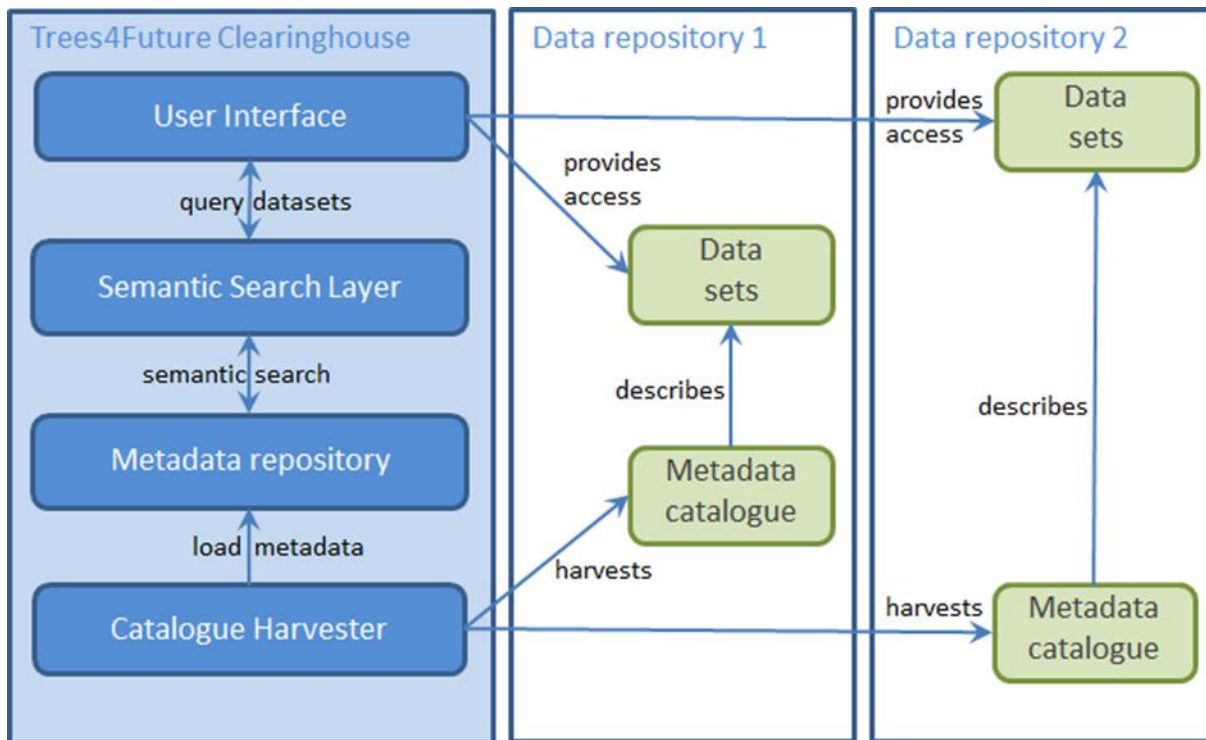 Trees4Future Clearinghouse
User Interface
query datasets
Semantic Search Layer
semantic search
Metadata repository
load metadata
Catalogue Harvester
Data repository 1
provides
access
Data
sets
describes
Metadata
catalogue
harvests
Data repository 2
provides
access
Data
sets
describes
harvests
Metadata
catalogue